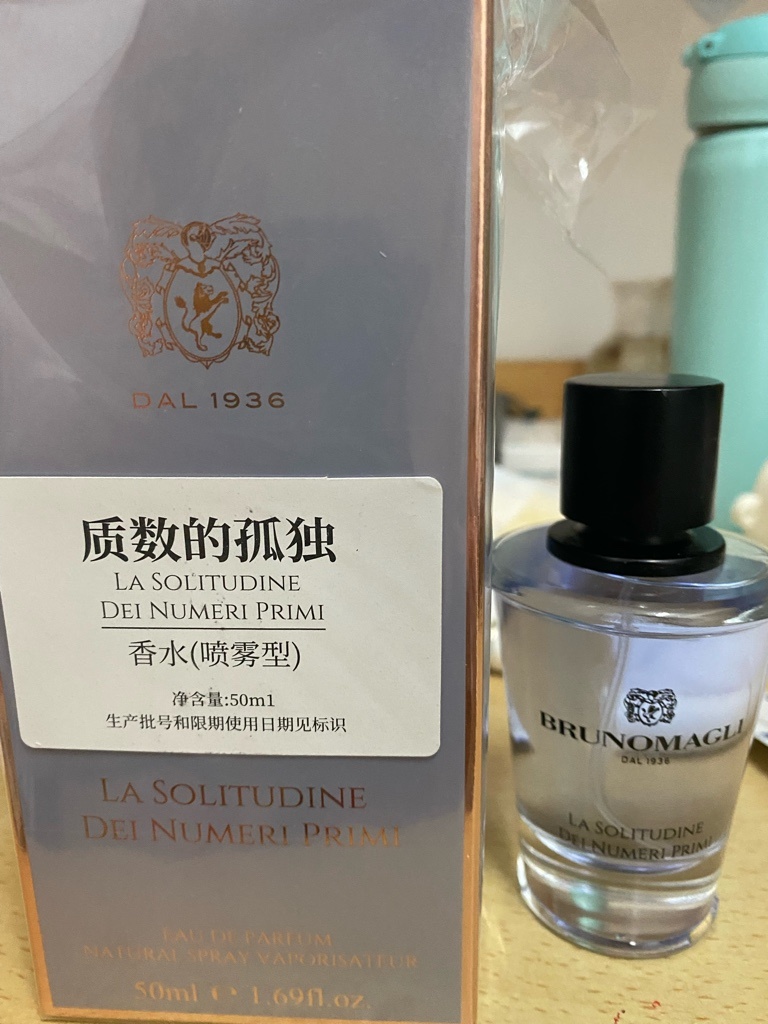 DAL 1936
质数的孤独
LA SOLITUDINE
DEI NUMERI PRIMI
香水(喷雾型)
净含量:50ml
生产批号和限期使用日期见标识
LA SOLITUDINE
DEI NUMERI PRIMI
EAU DE PARFUM
NATURAL SPRAY VAPORISATEUR
50ml ℮ 1.69fl.oz.
BRUNOMAGLI
DAL 1936
LA SOLITUDINE
DEI NUMERI PRIMI